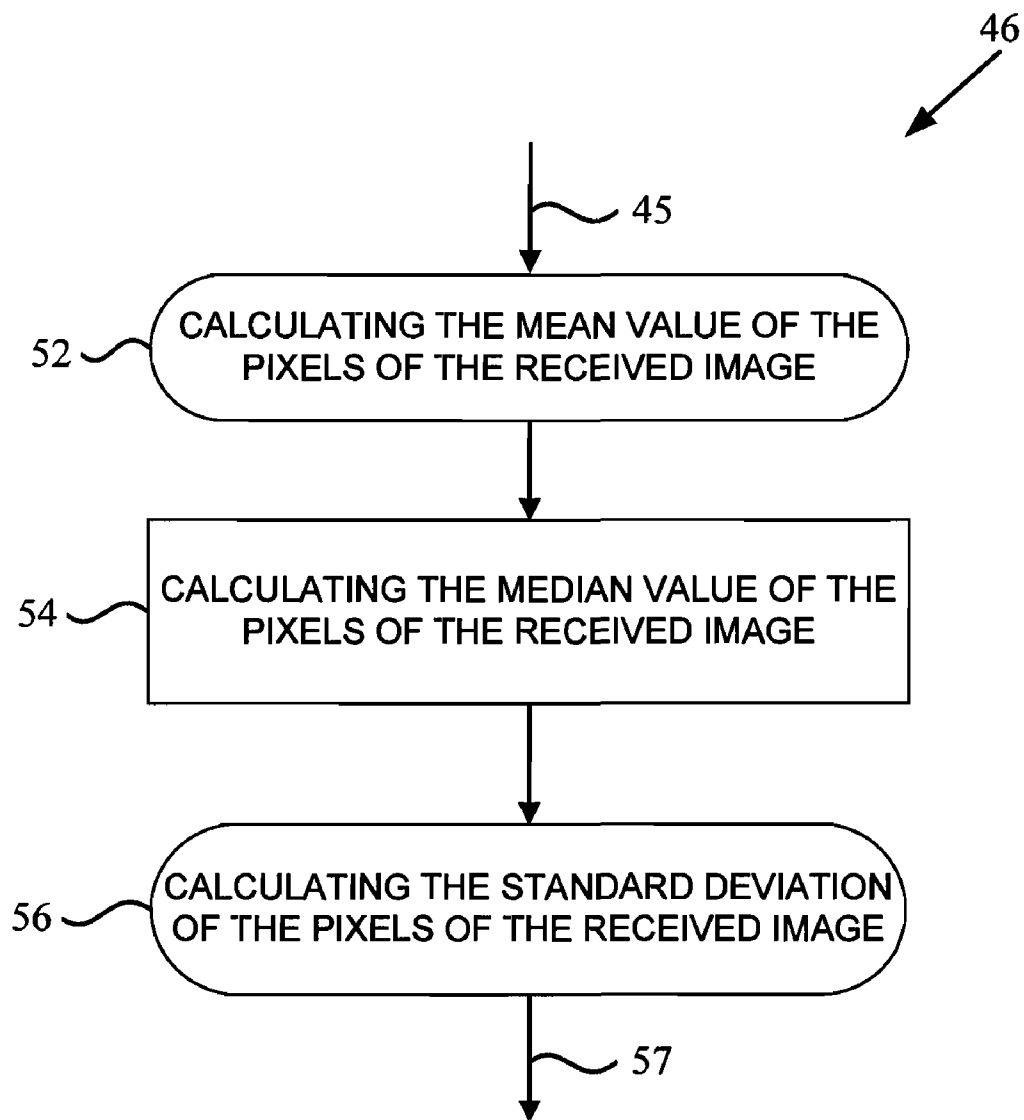 46
45
52
CALCULATING THE MEAN VALUE OF THE
PIXELS OF THE RECEIVED IMAGE
54
CALCULATING THE MEDIAN VALUE OF THE
PIXELS OF THE RECEIVED IMAGE
56
CALCULATING THE STANDARD DEVIATION
OF THE PIXELS OF THE RECEIVED IMAGE
57